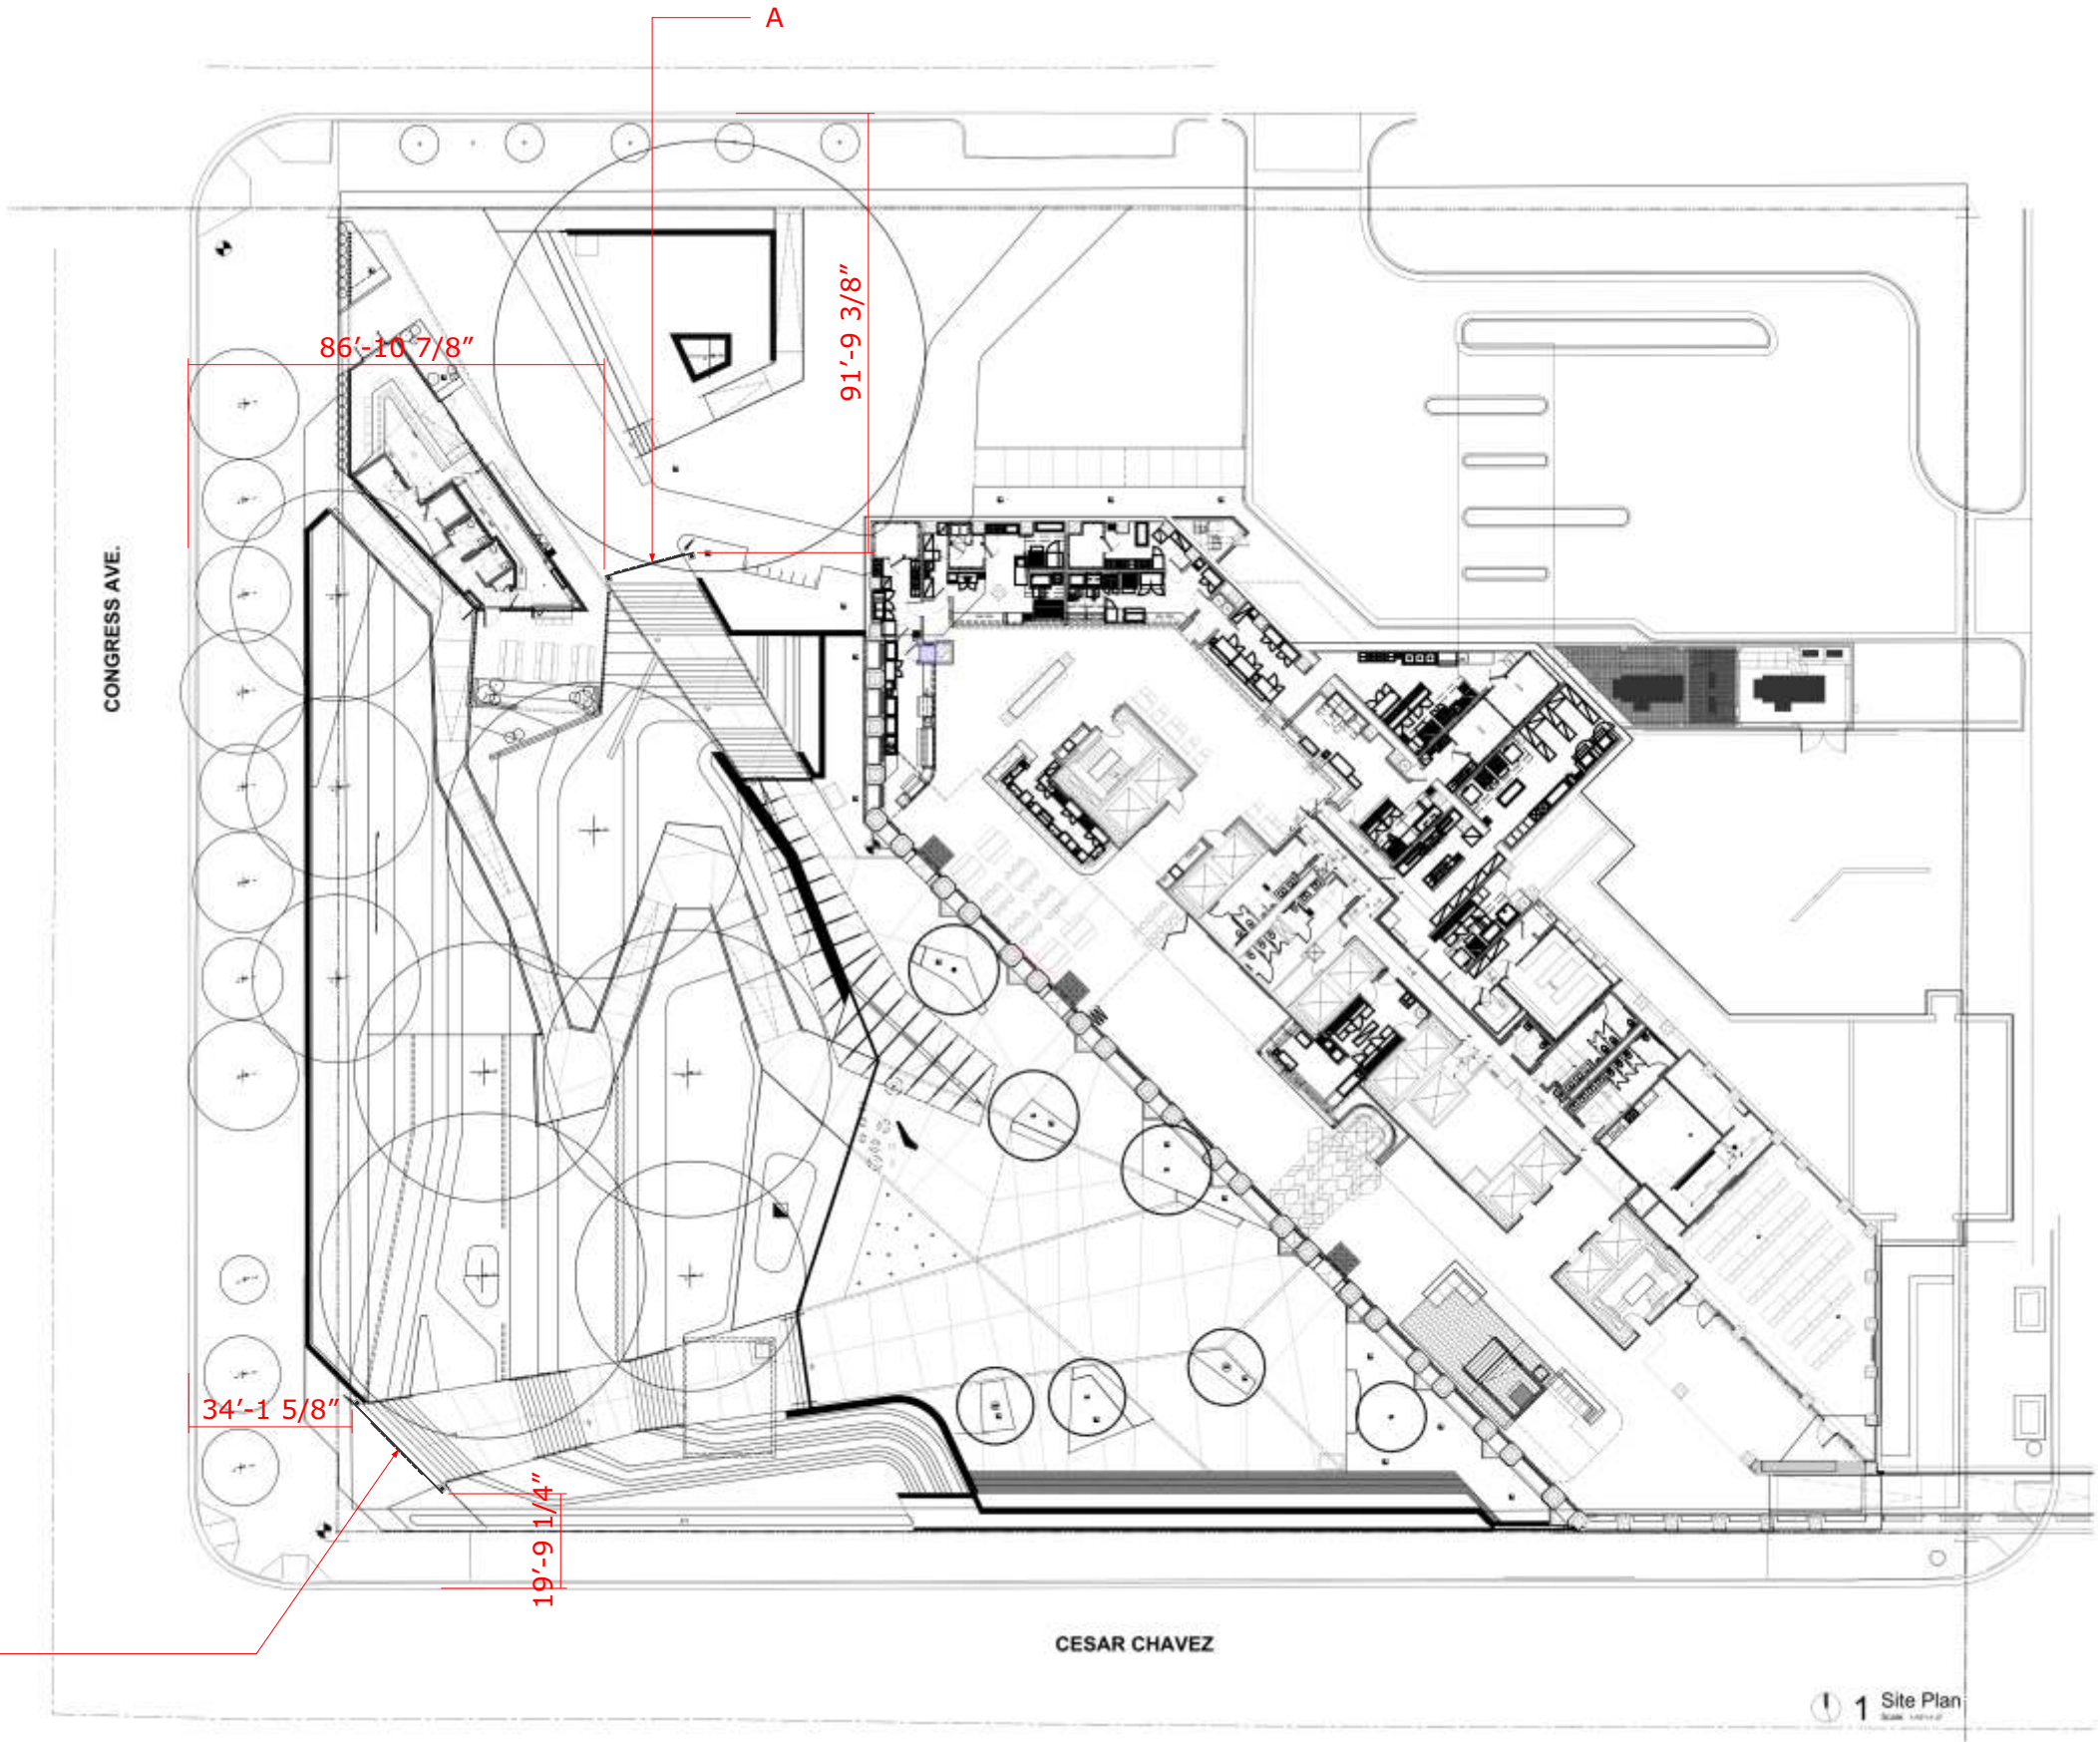 A
91'-9 3/8"
86'-10 7/8"
CONGRESS AVE.
34'-1 5/8"
19'-9 1/4"
CESAR CHAVEZ
1 Site Plan